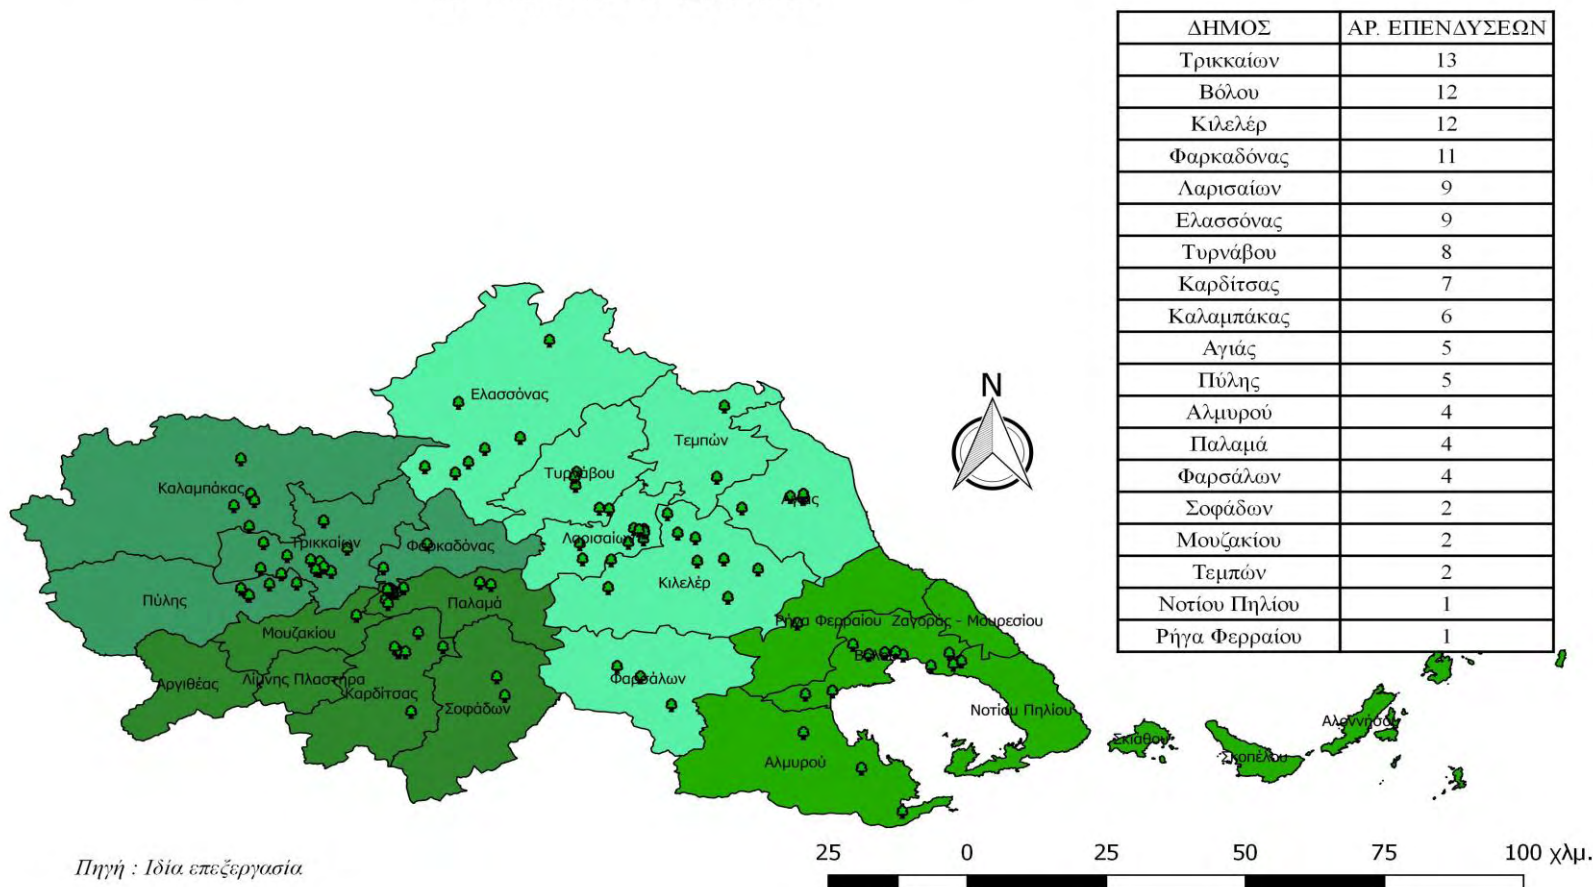 ΔΗΜΟΣ ΑΡ. ΕΠΕΝΔΥΣΕΩΝ
Τρικκαίων 13
Βόλου 12
Κιλελέρ 12
Φαρκαδόνας 11
Λαρισαίων 9
Ελασσόνας 9
Τυρνάβου 8
Καρδίτσας 7
Καλαμπάκας 6
Αγιάς 5
Πύλης 5
Αλμυρού 4
Παλαμά 4
Φαρσάλων 4
Σοφάδων 2
Μουζακίου 2
Τεμπών 2
Νοτίου Πηλίου 1
Ρήγα Φερραίου 1
N
Ελασσόνας
Τεμπών
Τυρνάβου
Καλαμπάκας
Αγιάς
Τρικκαίων
Φαρκαδόνας
Λαρισαίων
Κιλελέρ
Πύλης
Παλαμά
Μουζακίου
Ρήγα Φερραίου
Ζαγοράς - Μουρεσίου
Βόλου
Αργιθέας
Λίμνης Πλαστήρα
Καρδίτσας
Σοφάδων
Φαρσάλων
Νοτίου Πηλίου
Αλμυρού
Σκιάθου
Σκοπέλου
Αλοννήσου
Πηγή : Ιδία επεξεργασία
25 0 25 50 75 100 χλμ.